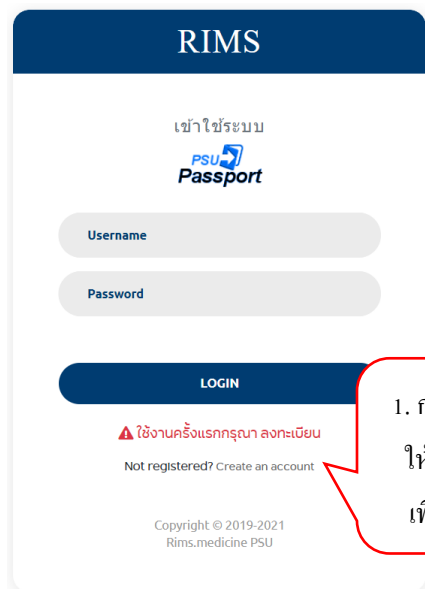 RIMS
เข้าใช้ระบบ
PSU
Passport
Username
Password
LOGIN
ใช้งานครั้งแรกกรุณา ลงทะเบียน
Not registered? Create an account
1.
Copyright © 2019-2021
Rims.medicine PSU